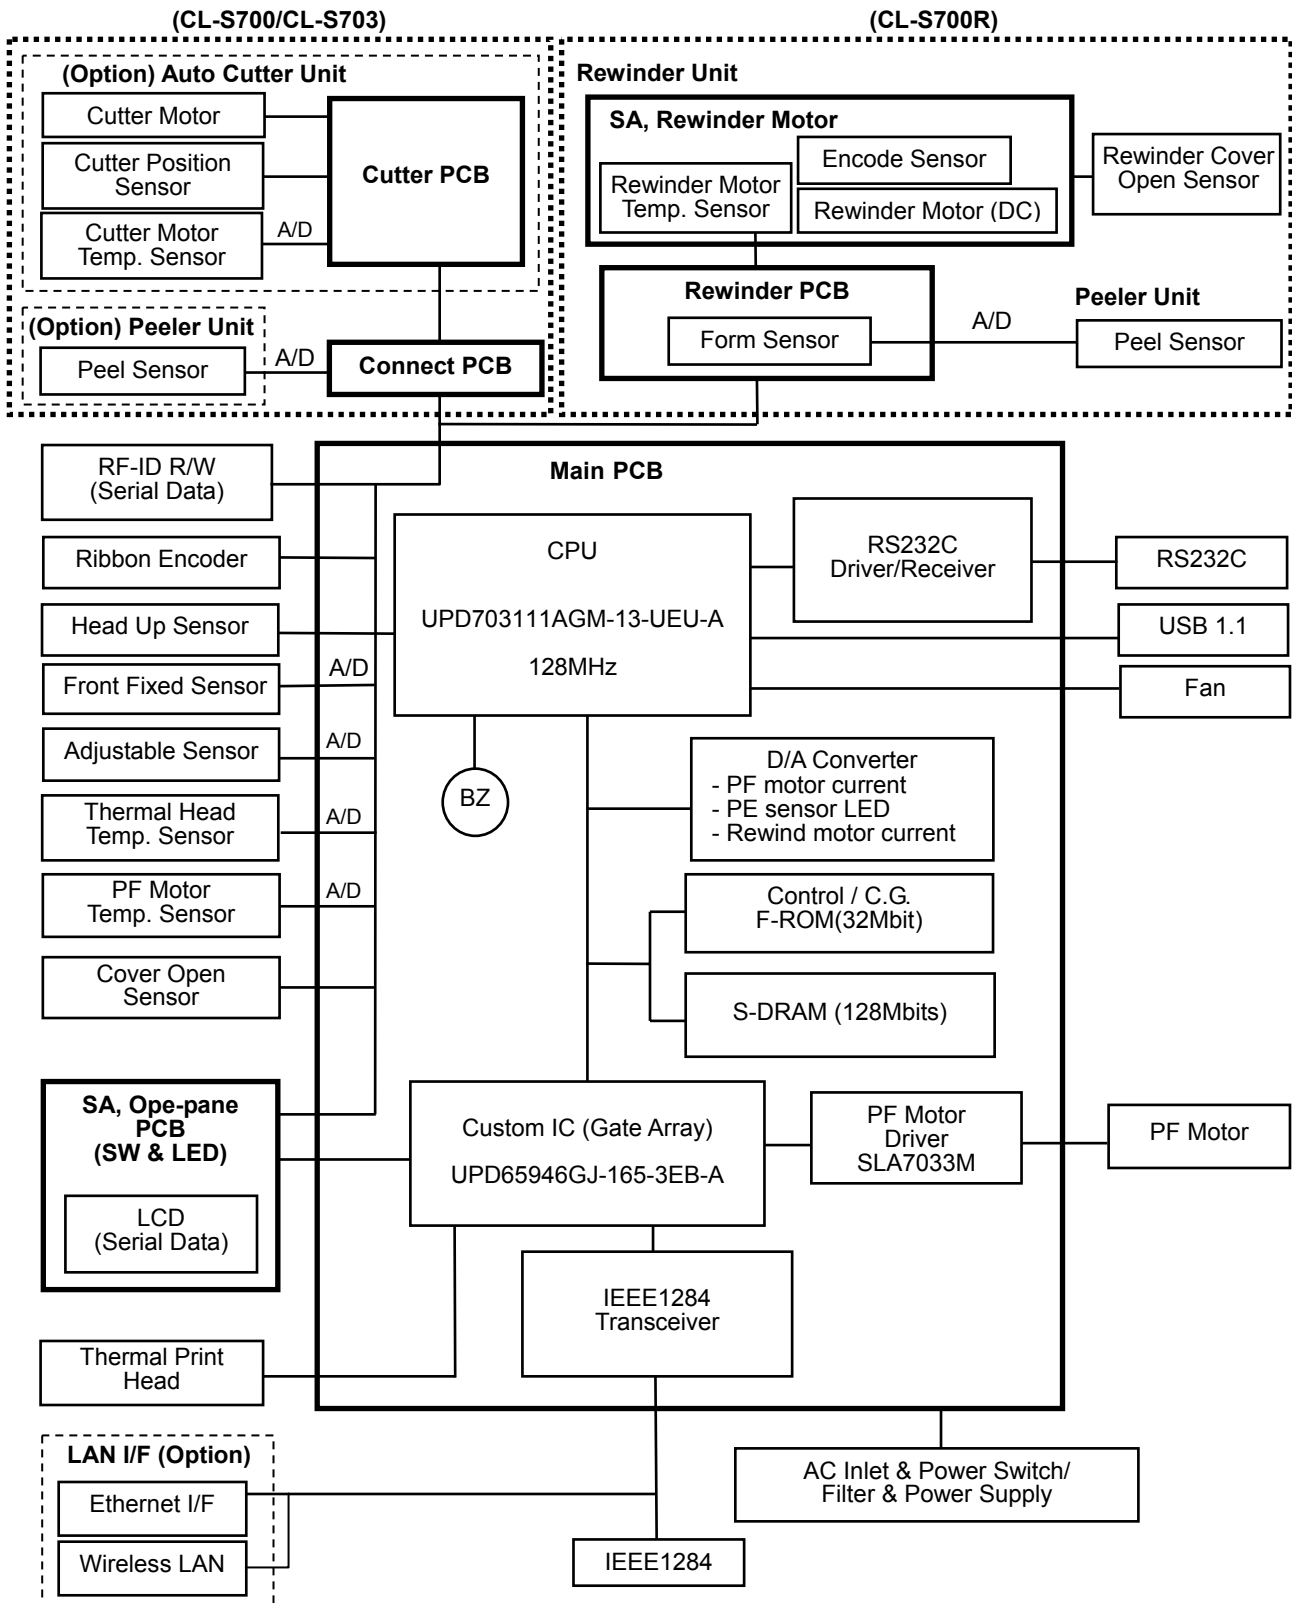 (CL-S700/CL-S703)
(CL-S700R)
(Option) Auto Cutter Unit
Cutter Motor
Cutter Position
Sensor
Cutter Motor
Temp. Sensor
A/D
Cutter PCB
(Option) Peeler Unit
Peel Sensor
A/D
Connect PCB
Rewinder Unit
SA, Rewinder Motor
Rewinder Motor
Temp. Sensor
Encode Sensor
Rewinder Motor (DC)
Rewinder Cover
Open Sensor
Rewinder PCB
Form Sensor
A/D
Peeler Unit
Peel Sensor
RF-ID R/W
(Serial Data)
Ribbon Encoder
Head Up Sensor
Front Fixed Sensor
A/D
Adjustable Sensor
A/D
Thermal Head
Temp. Sensor
A/D
PF Motor
Temp. Sensor
A/D
Cover Open
Sensor
SA, Ope-pane
PCB
(SW & LED)
LCD
(Serial Data)
Thermal Print
Head
Main PCB
CPU
UPD703111AGM-13-UEU-A
128MHz
RS232C
Driver/Receiver
RS232C
USB 1.1
Fan
BZ
D/A Converter
- PF motor current
- PE sensor LED
- Rewind motor current
Control / C.G.
F-ROM(32Mbit)
S-DRAM (128Mbits)
Custom IC (Gate Array)
UPD65946GJ-165-3EB-A
PF Motor
Driver
SLA7033M
PF Motor
IEEE1284
Transceiver
LAN I/F (Option)
Ethernet I/F
Wireless LAN
IEEE1284
AC Inlet & Power Switch/
Filter & Power Supply